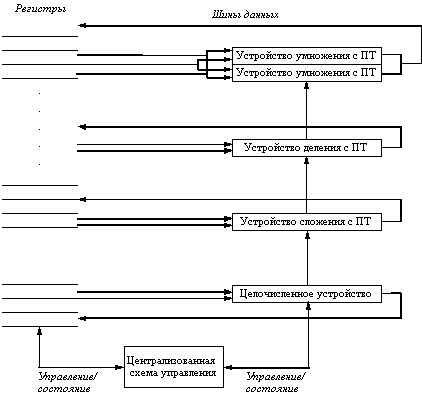 Регистры
Шины данных
Устройство умножения с ПТ
Устройство умножения с ПТ
Устройство деления с ПТ
Устройство сложения с ПТ
Целочисленное устройство
Централизованная
схема управления
Управление/
состояние
Управление/
состояние